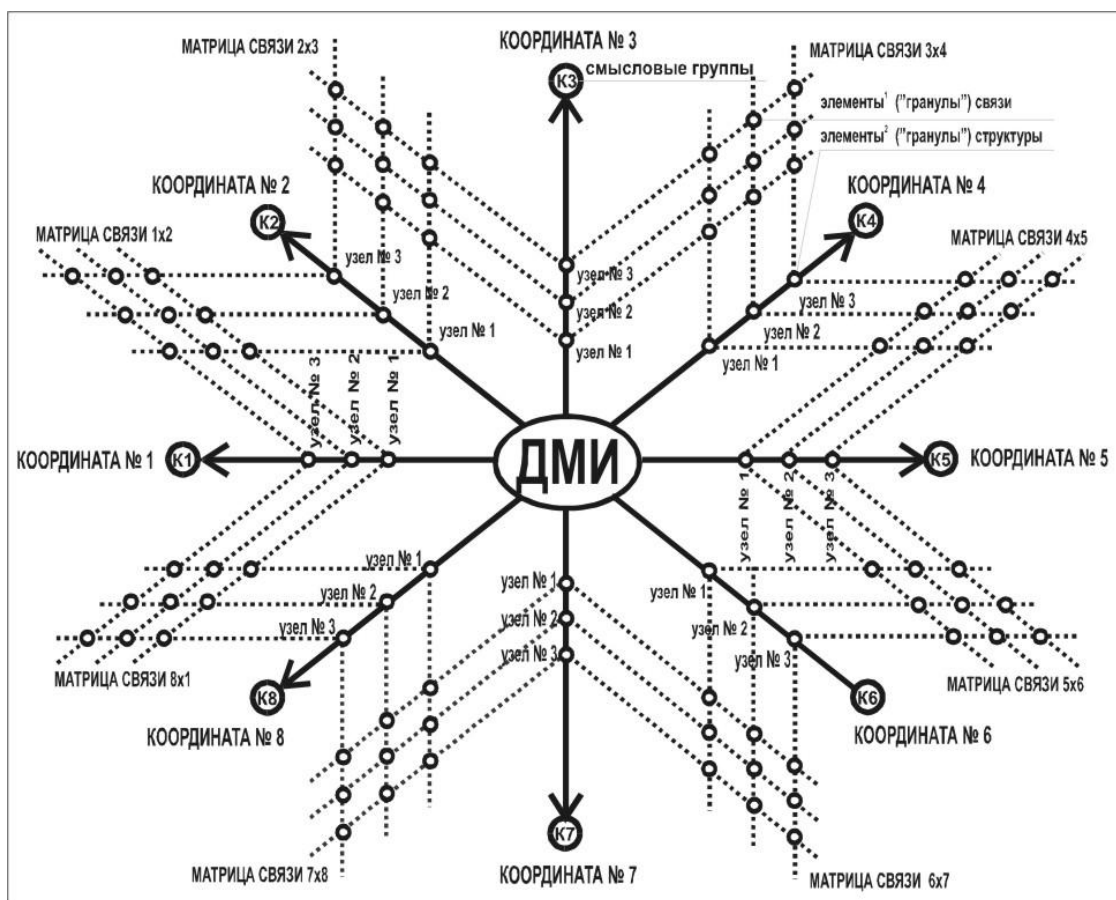 КООРДИНАТА № 3
МАТРИЦА СВЯЗИ 2х3
МАТРИЦА СВЯЗИ 3х4
К3
смысловые группы
элементы¹ ("гранулы") связи
элементы² ("гранулы") структуры
КООРДИНАТА № 2
КООРДИНАТА № 4
К2
К4
МАТРИЦА СВЯЗИ 1х2
МАТРИЦА СВЯЗИ 4х5
узел № 3
узел № 2
узел № 1
узел № 3
узел № 2
узел № 1
узел № 3
узел № 2
узел № 1
узел № 3
узел № 2
узел № 1
КООРДИНАТА № 1
К1
ДМИ
К5
КООРДИНАТА № 5
узел № 1
узел № 2
узел № 3
узел № 1
узел № 2
узел № 3
узел № 1
узел № 2
узел № 3
узел № 1
узел № 2
узел № 3
МАТРИЦА СВЯЗИ 8х1
МАТРИЦА СВЯЗИ 5х6
К8
К6
КООРДИНАТА № 8
КООРДИНАТА № 6
К7
МАТРИЦА СВЯЗИ 7х8
КООРДИНАТА № 7
МАТРИЦА СВЯЗИ 6х7